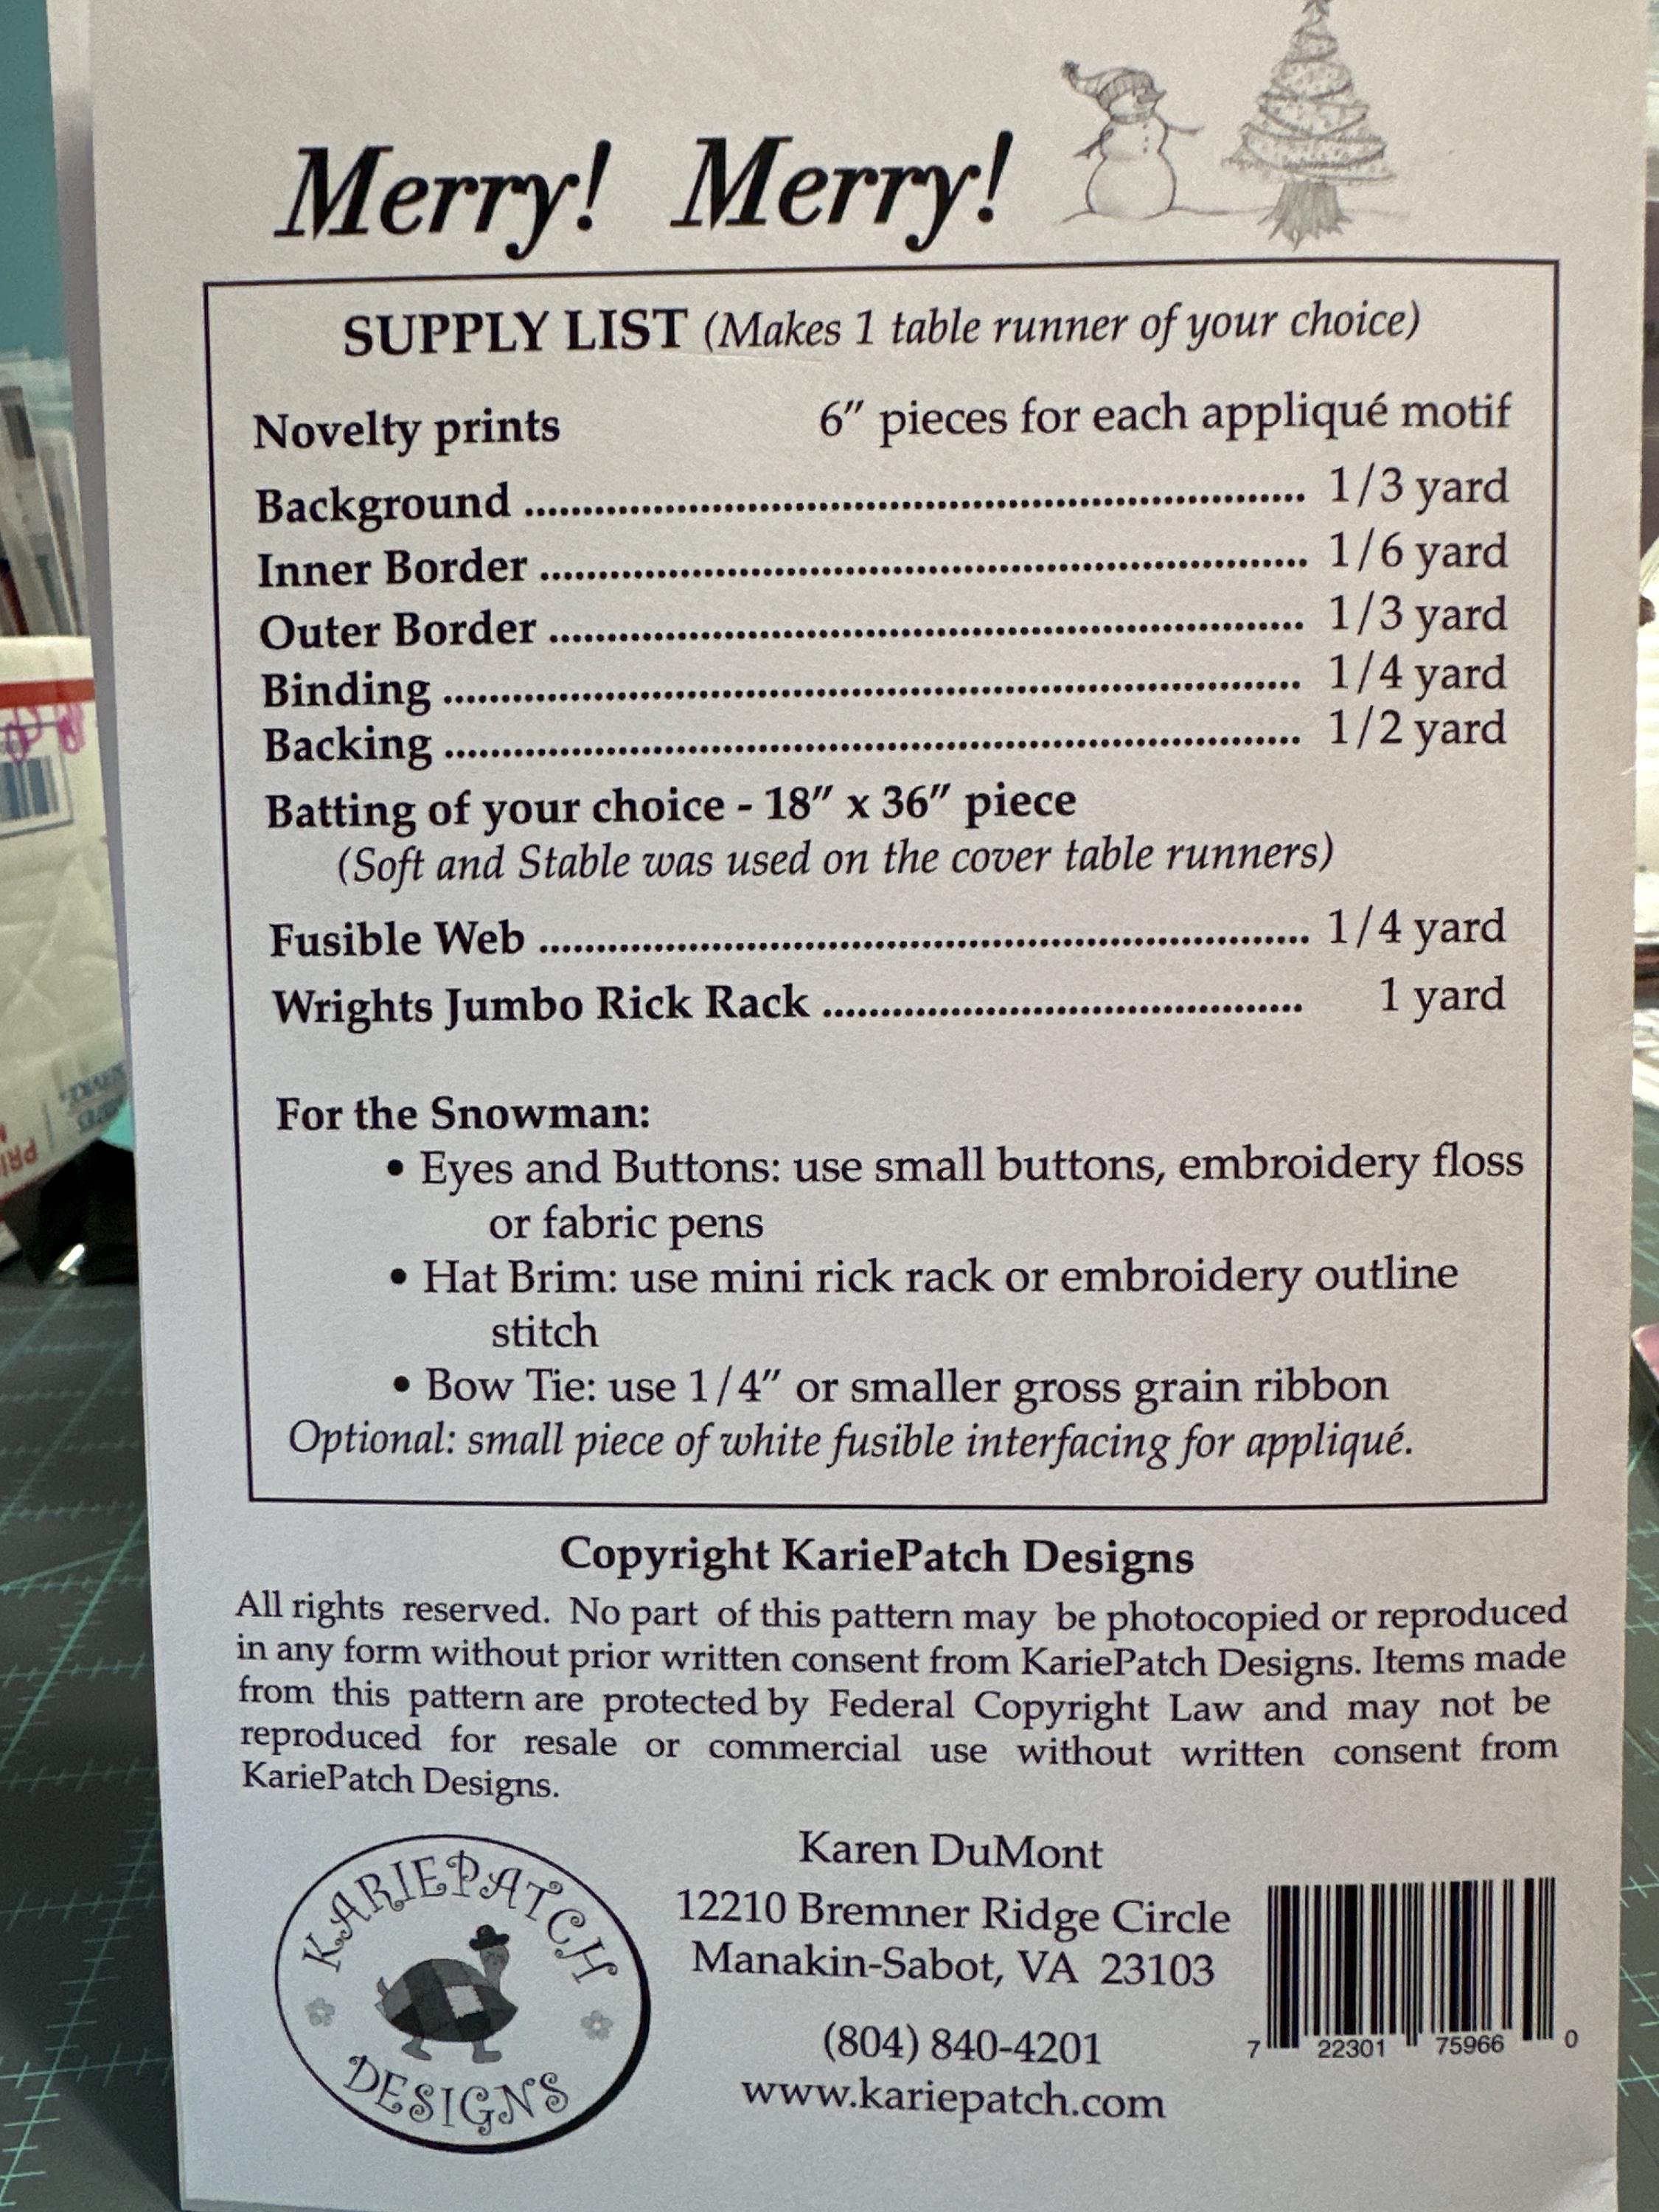 Merry! Merry!
SUPPLY LIST (Makes 1 table runner of your choice)
Novelty prints 6" pieces for each appliqué motif
Background ........................................................... 1/3 yard
Inner Border .......................................................... 1/6 yard
Outer Border ......................................................... 1/3 yard
Binding ................................................................. 1/4 yard
Backing ................................................................. 1/2 yard
Batting of your choice - 18" x 36" piece
(Soft and Stable was used on the cover table runners)
Fusible Web .......................................................... 1/4 yard
Wrights Jumbo Rick Rack .................................... 1 yard
For the Snowman:
• Eyes and Buttons: use small buttons, embroidery floss
or fabric pens
• Hat Brim: use mini rick rack or embroidery outline
stitch
• Bow Tie: use 1/4" or smaller gross grain ribbon
Optional: small piece of white fusible interfacing for appliqué.
Copyright KariePatch Designs
All rights reserved. No part of this pattern may be photocopied or reproduced
in any form without prior written consent from KariePatch Designs. Items made
from this pattern are protected by Federal Copyright Law and may not be
reproduced for resale or commercial use without written consent from
KariePatch Designs.
KARIEPATCH
DESIGNS
Karen DuMont
12210 Bremner Ridge Circle
Manakin-Sabot, VA 23103
(804) 840-4201
www.kariepatch.com
7 22301 75966 0